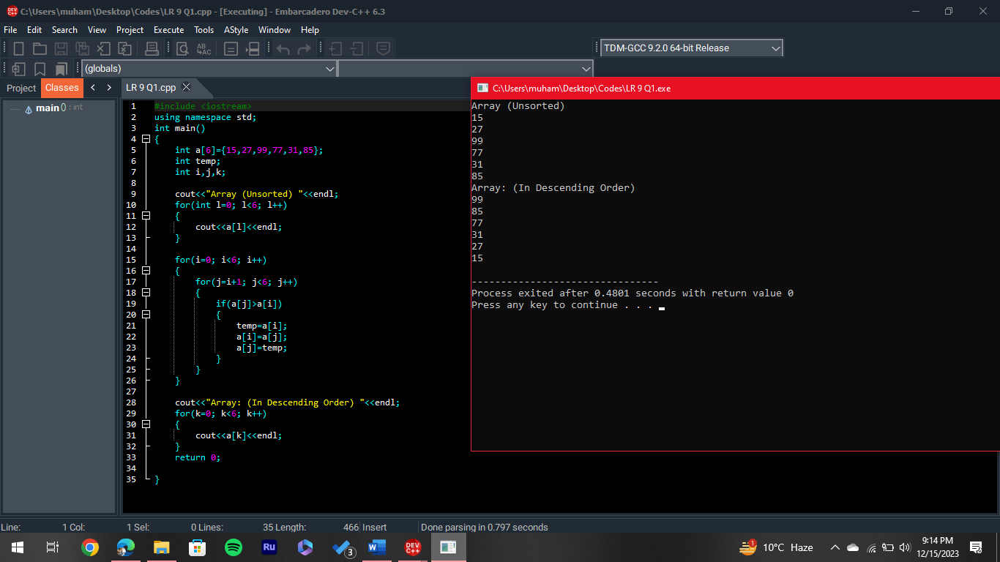 C:\Users\muham\Desktop\Codes\LR 9 Q1.cpp - [Executing] - Embarcadero Dev-C++ 6.3
File Edit Search View Project Execute Tools AStyle Window Help
TDM-GCC 9.2.0 64-bit Release
(globals)
Project Classes LR 9 Q1.cpp
main() : int
1 #include <iostream>
2 using namespace std;
3 int main()
4 {
5 int a[6]={15,27,99,77,31,85};
6 int temp;
7 int i,j,k;
8
9 cout<<"Array (Unsorted) "<<endl;
10 for(int l=0; l<6; l++)
11 {
12 cout<<a[l]<<endl;
13 }
14
15 for(i=0; i<6; i++)
16 {
17 for(j=i+1; j<6; j++)
18 {
19 if(a[j]>a[i])
20 {
21 temp=a[i];
22 a[i]=a[j];
23 a[j]=temp;
24 }
25 }
26 }
27
28 cout<<"Array: (In Descending Order) "<<endl;
29 for(k=0; k<6; k++)
30 {
31 cout<<a[k]<<endl;
32 }
33 return 0;
34
35 }
C:\Users\muham\Desktop\Codes\LR 9 Q1.exe
Array (Unsorted)
15
27
99
77
31
85
Array: (In Descending Order)
99
85
77
31
27
15
--------------------------------
Process exited after 0.4801 seconds with return value 0
Press any key to continue . . .
Line: 1 Col: 1 Sel: 0 Lines: 35 Length: 466 Insert Done parsing in 0.797 seconds
Ru 3 W DEV C++ 1 10°C Haze 9:14 PM
12/15/2023